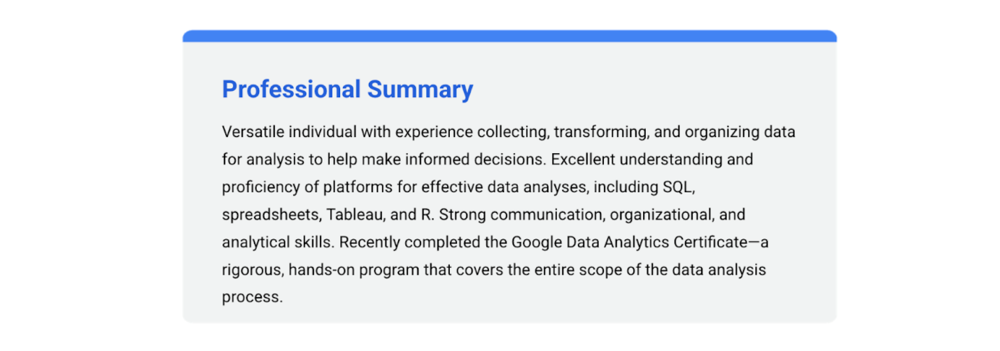 Professional Summary
Versatile individual with experience collecting, transforming, and organizing data
for analysis to help make informed decisions. Excellent understanding and
proficiency of platforms for effective data analyses, including SQL,
spreadsheets, Tableau, and R. Strong communication, organizational, and
analytical skills. Recently completed the Google Data Analytics Certificate—a
rigorous, hands-on program that covers the entire scope of the data analysis
process.